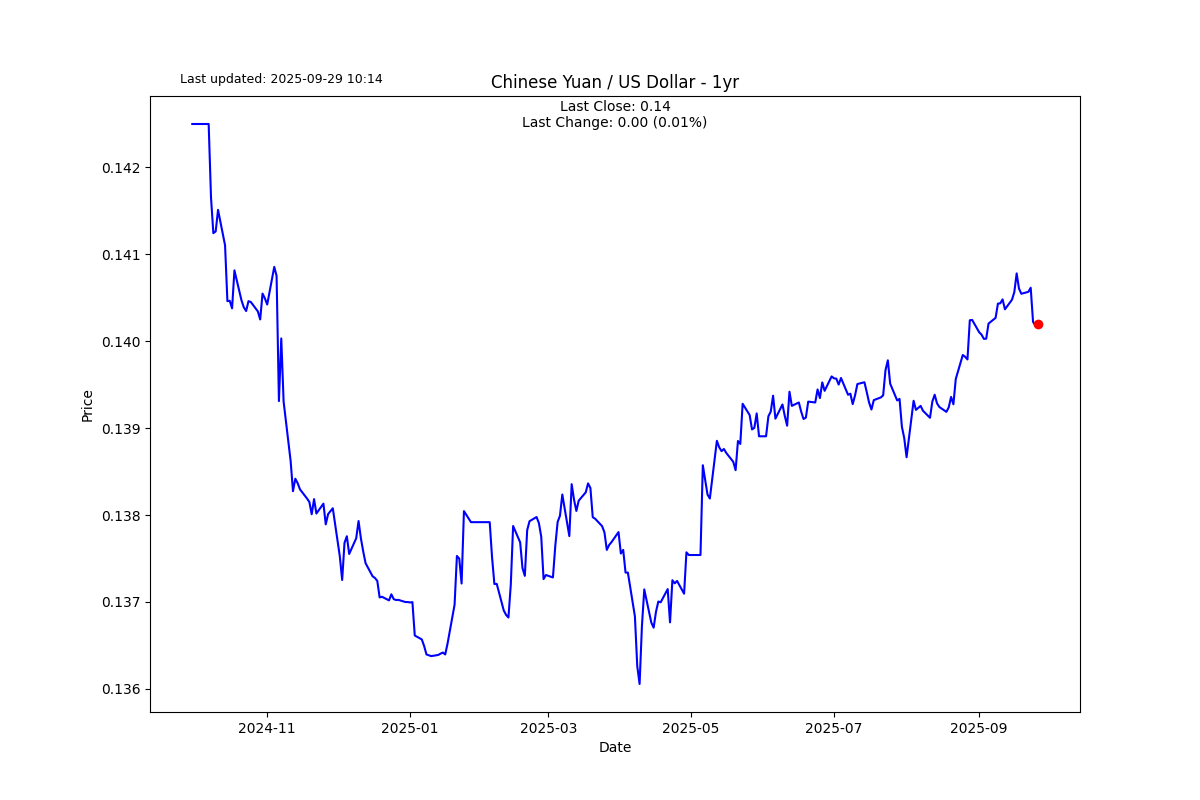 Last updated: 2025-09-29 10:14
Chinese Yuan / US Dollar - 1yr
Last Close: 0.14
Last Change: 0.00 (0.01%)
Price
0.142
0.141
0.140
0.139
0.138
0.137
0.136
2024-11
2025-01
2025-03
2025-05
2025-07
2025-09
Date